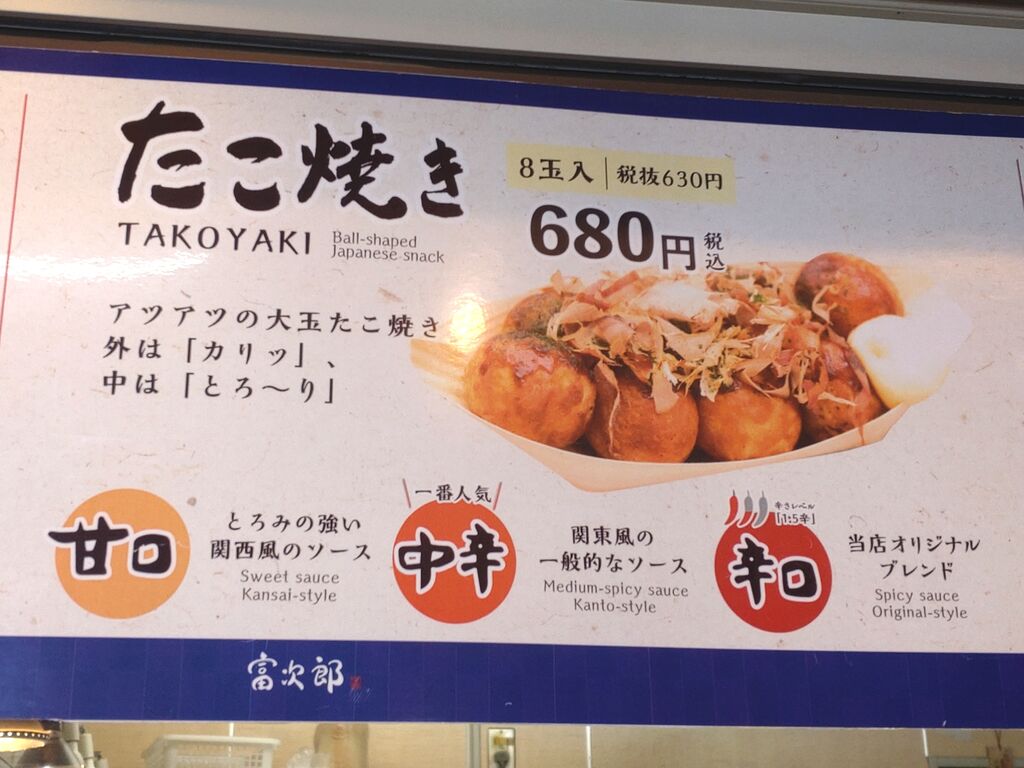 たこ焼き
TAKOYAKI
Ball-shaped
Japanese snack
8玉入 税抜630円
680円 税込
アツアツの大玉たこ焼き
外は「カリッ」、
中は「とろ〜り」
甘口
とろみの強い
関西風のソース
Sweet sauce
Kansai-style
一番人気
中辛
関東風の
一般的なソース
Medium-spicy sauce
Kanto-style
辛さレベル
「1.5辛」
辛口
当店オリジナル
ブレンド
Spicy sauce
Original-style
富次郎